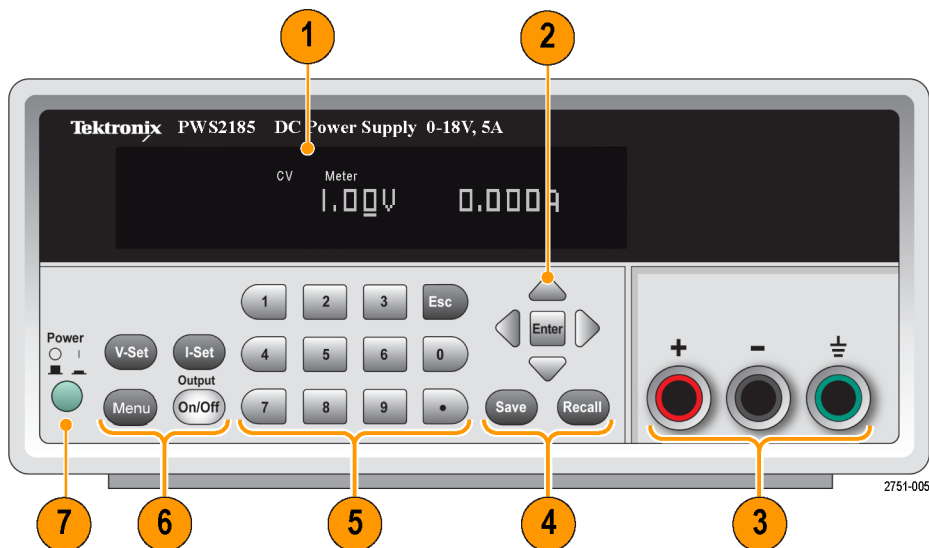 1 2
Tektronix PWS2185 DC Power Supply 0-18V, 5A
CV Meter
1.00V 0.000A
1 2 3 Esc
Power
V-Set I-Set 4 5 6 0 Enter + -
Output
Menu On/Off 7 8 9 • Save Recall
2751-005
7 6 5 4 3